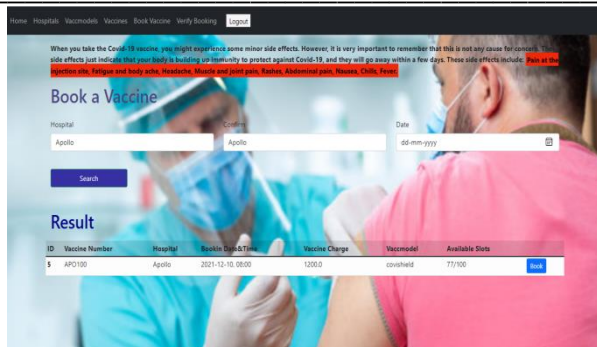 Home Hospitals Vaccmodels Vaccines Book Vaccine Verify Booking Logout
When you take the Covid-19 vaccine, you might experience some minor side effects. However, it is very important to remember that this is not any cause for concern. The
side effects just indicate that your body is building up immunity to protect against Covid-19, and they will go away within a few days. These side effects include: Pain at the
injection site, Fatigue and body ache, Headache, Muscle and joint pain, Rashes, Abdominal pain, Nausea, Chills, Fever.
Book a Vaccine
Hospital Confirm Date
Apollo Apollo dd-mm-yyyy
Search
Result
ID Vaccine Number Hospital Bookin Date&Time Vaccine Charge Vaccmodel Available Slots
5 APO100 Apollo 2021-12-10, 08:00 1200.0 covishield 77/100 Book